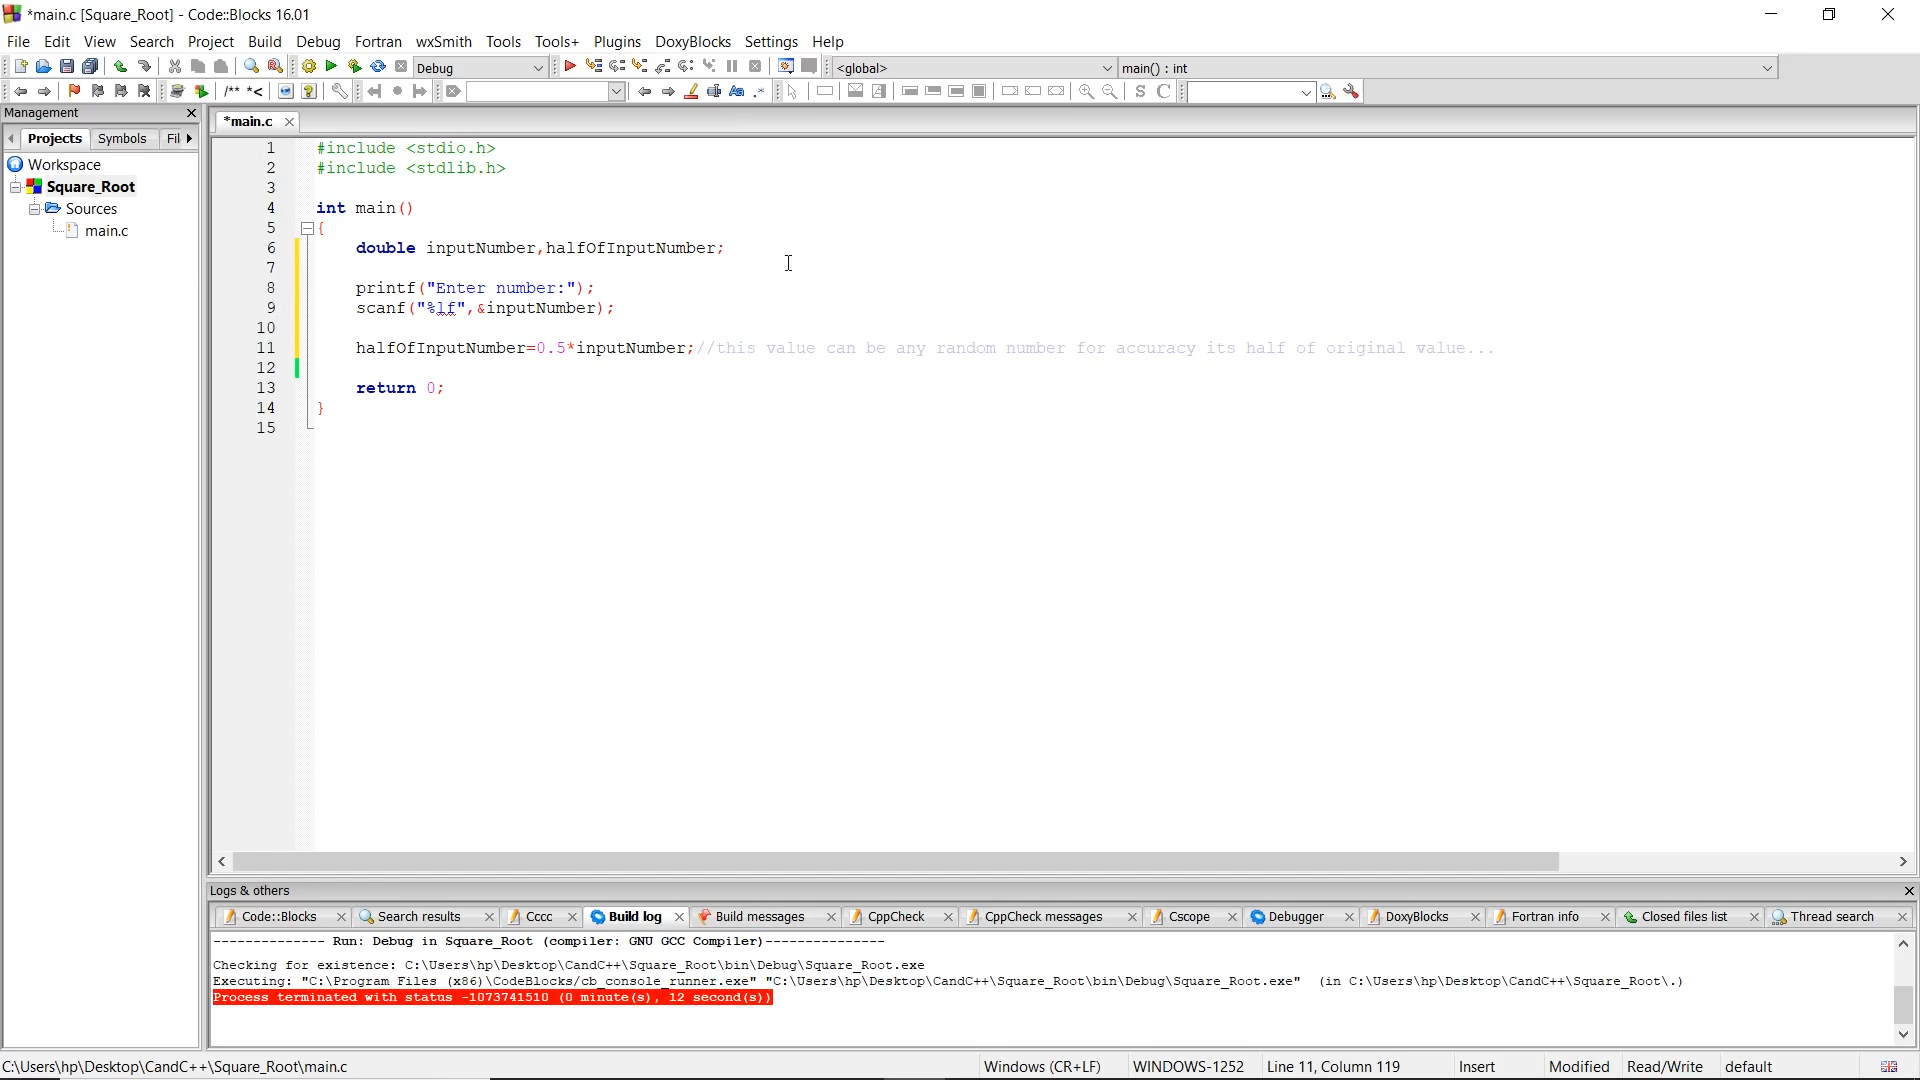 *main.c [Square_Root] - Code::Blocks 16.01
File Edit View Search Project Build Debug Fortran wxSmith Tools Tools+ Plugins DoxyBlocks Settings Help
Debug <global> main() : int
/** *<
Aa .* S C
Management
*main.c
Projects Symbols Fil
Workspace
Square_Root
Sources
main.c
1 #include <stdio.h>
2 #include <stdlib.h>
3
4 int main()
5 {
6 double inputNumber,halfOfInputNumber;
7
8 printf("Enter number:");
9 scanf("%lf",&inputNumber);
10
11 halfOfInputNumber=0.5*inputNumber;//this value can be any random number for accuracy its half of original value...
12
13 return 0;
14 }
15
Logs & others
Code::Blocks Search results Cccc Build log Build messages CppCheck CppCheck messages Cscope Debugger DoxyBlocks Fortran info Closed files list Thread search
-------------- Run: Debug in Square_Root (compiler: GNU GCC Compiler)---------------
Checking for existence: C:\Users\hp\Desktop\CandC++\Square_Root\bin\Debug\Square_Root.exe
Executing: "C:\Program Files (x86)\CodeBlocks/cb_console_runner.exe" "C:\Users\hp\Desktop\CandC++\Square_Root\bin\Debug\Square_Root.exe" (in C:\Users\hp\Desktop\CandC++\Square_Root\.)
Process terminated with status -1073741510 (0 minute(s), 12 second(s))
C:\Users\hp\Desktop\CandC++\Square_Root\main.c Windows (CR+LF) WINDOWS-1252 Line 11, Column 119 Insert Modified Read/Write default